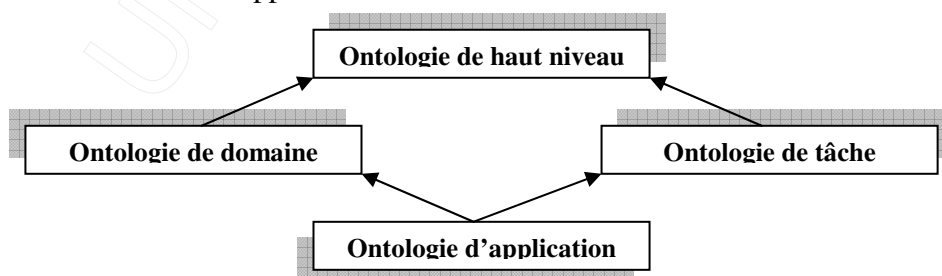 Ontologie de haut niveau
Ontologie de domaine
Ontologie de tâche
Ontologie d’application